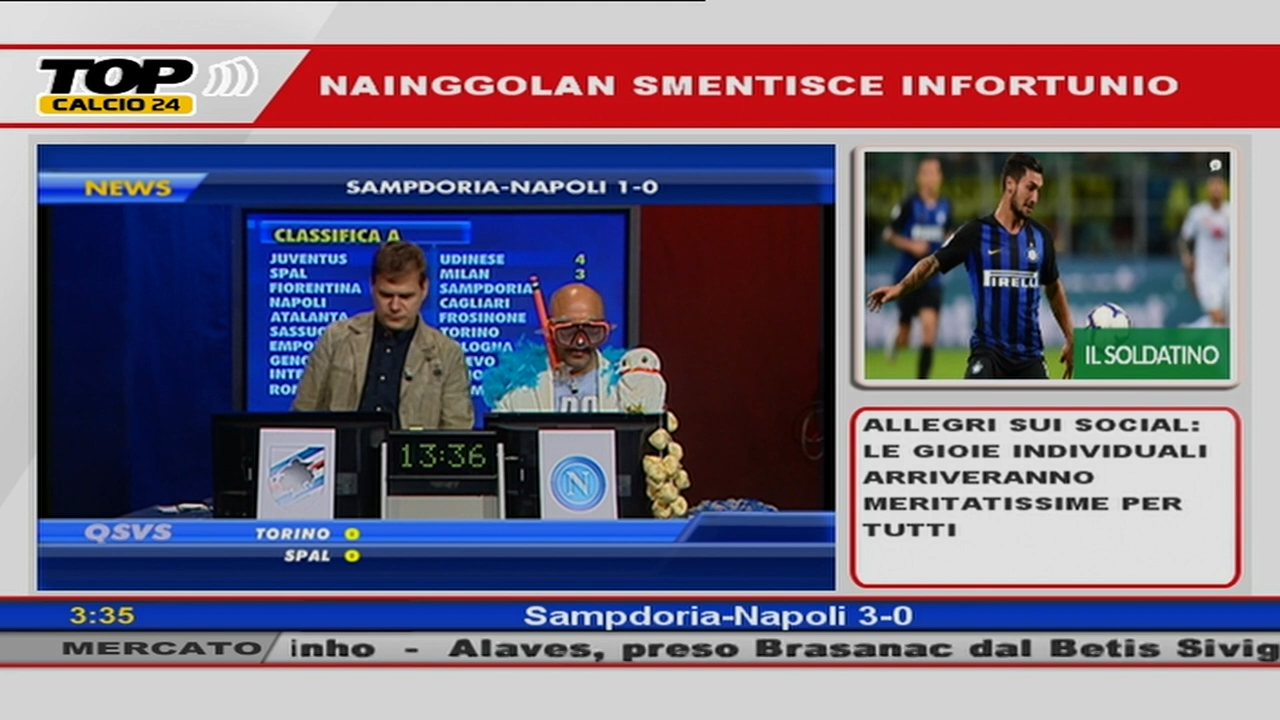 TOP
CALCIO 24
NAINGGOLAN SMENTISCE INFORTUNIO
NEWS
SAMPDORIA-NAPOLI 1-0
CLASSIFICA A
JUVENTUS
UDINESE 4
SPAL
MILAN 3
FIORENTINA
SAMPDORIA
NAPOLI
CAGLIARI
ATALANTA
FROSINONE
TORINO
13:36
N
QSVS
TORINO 0
SPAL 0
PIRELLI
IL SOLDATINO
ALLEGRI SUI SOCIAL:
LE GIOIE INDIVIDUALI
ARRIVERANNO
MERITATISSIME PER
TUTTI
3:35
Sampdoria-Napoli 3-0
MERCATO
inho - Alaves, preso Brasanac dal Betis Sivig